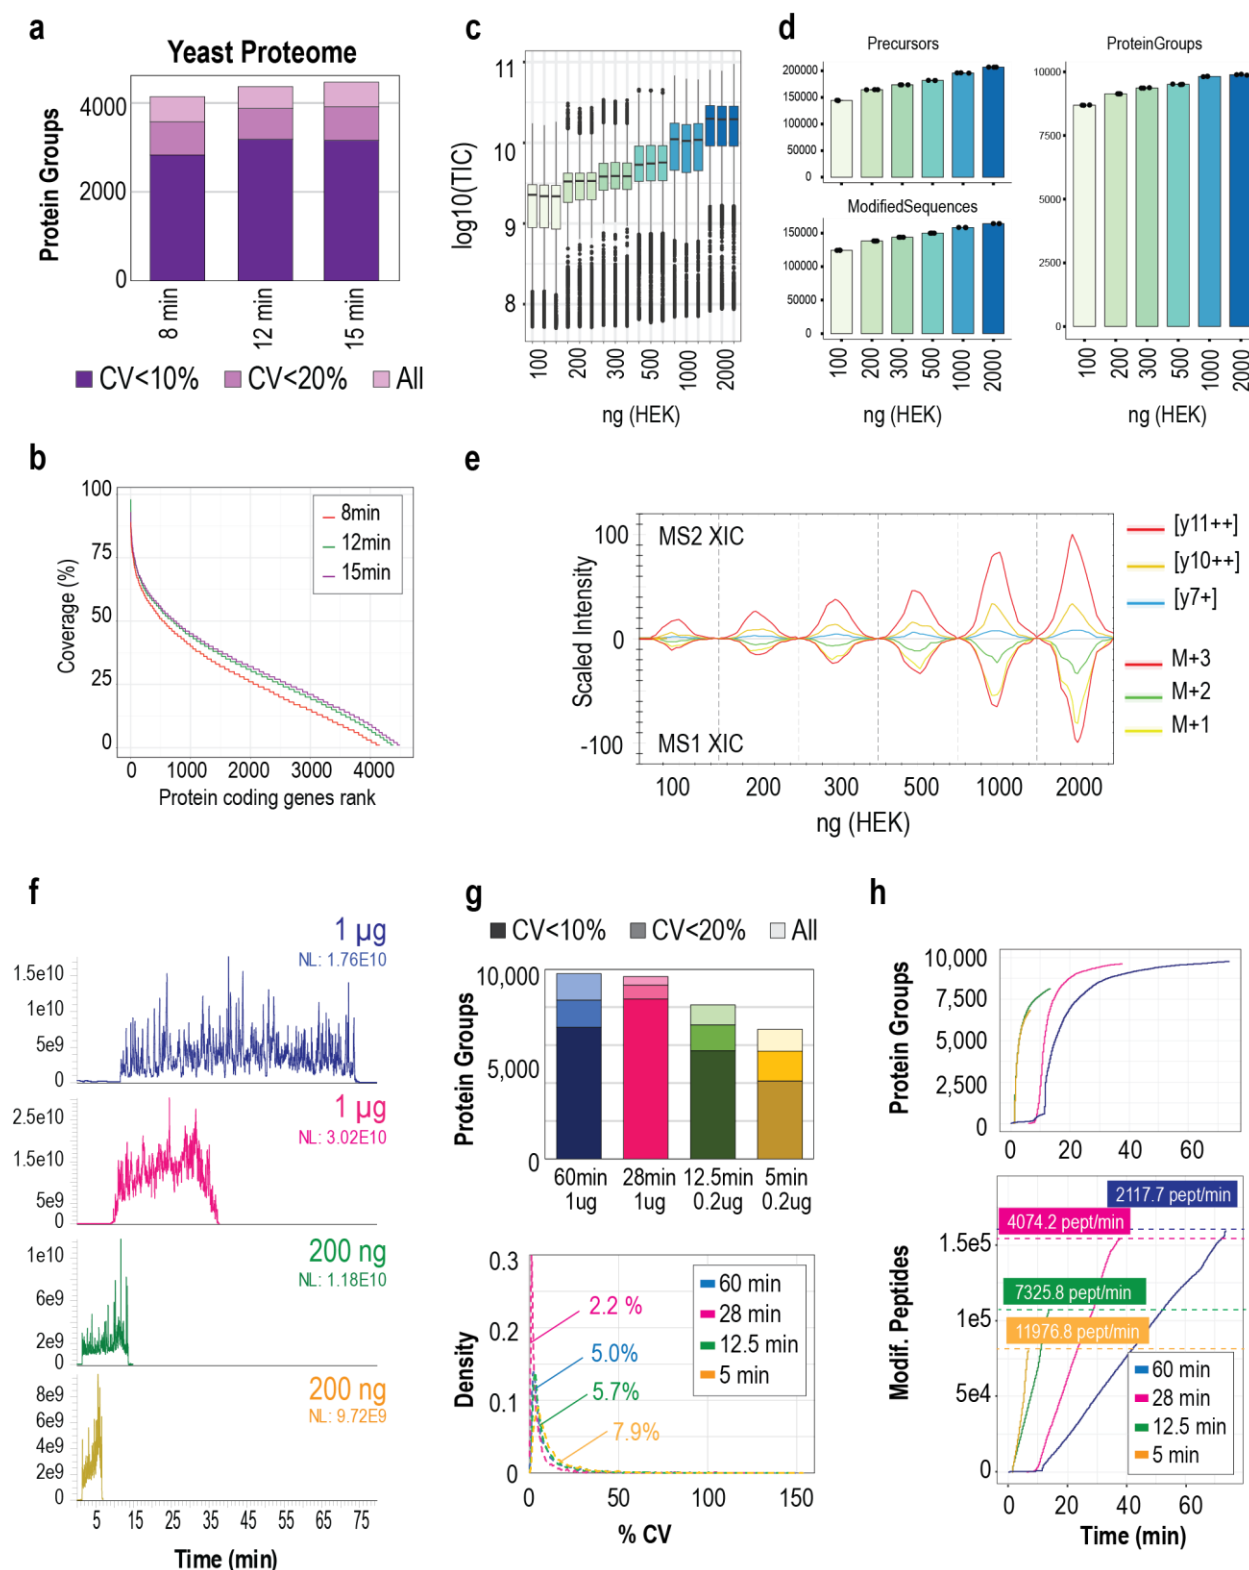 a
Yeast Proteome
Protein Groups
4000
2000
0
8 min
12 min
15 min
CV<10%
CV<20%
All
b
Coverage (%)
100
75
50
25
0
8min
12min
15min
0
1000
2000
3000
4000
Protein coding genes rank
c
log10(TIC)
11
10
9
8
100
200
300
500
1000
2000
ng (HEK)
d
Precursors
200000
150000
100000
50000
0
100
200
300
500
1000
2000
ModifiedSequences
150000
100000
50000
0
100
200
300
500
1000
2000
ng (HEK)
ProteinGroups
10000
7500
5000
2500
0
100
200
300
500
1000
2000
ng (HEK)
e
Scaled Intensity
100
0
-100
MS2 XIC
MS1 XIC
100
200
300
500
1000
2000
ng (HEK)
[y11++]
[y10++]
[y7+]
M+3
M+2
M+1
f
1 µg
NL: 1.76E10
1.5e10
1e10
5e9
0
1 µg
NL: 3.02E10
2.5e10
1.5e10
5e9
0
200 ng
NL: 1.18E10
1e10
6e9
2e9
0
200 ng
NL: 9.72E9
8e9
6e9
4e9
2e9
0
5
15
25
35
45
55
65
75
Time (min)
g
CV<10%
CV<20%
All
Protein Groups
10,000
5,000
0
60min
1ug
28min
1ug
12.5min
0.2ug
5min
0.2ug
Density
0.3
0.2
0.1
0
2.2 %
5.0%
5.7%
7.9%
60 min
28 min
12.5 min
5 min
0
50
100
150
% CV
h
Protein Groups
10,000
7,500
5,000
2,500
0
0
20
40
60
Modif. Peptides
1.5e5
1e5
5e4
0
2117.7 pept/min
4074.2 pept/min
7325.8 pept/min
11976.8 pept/min
60 min
28 min
12.5 min
5 min
0
20
40
60
Time (min)